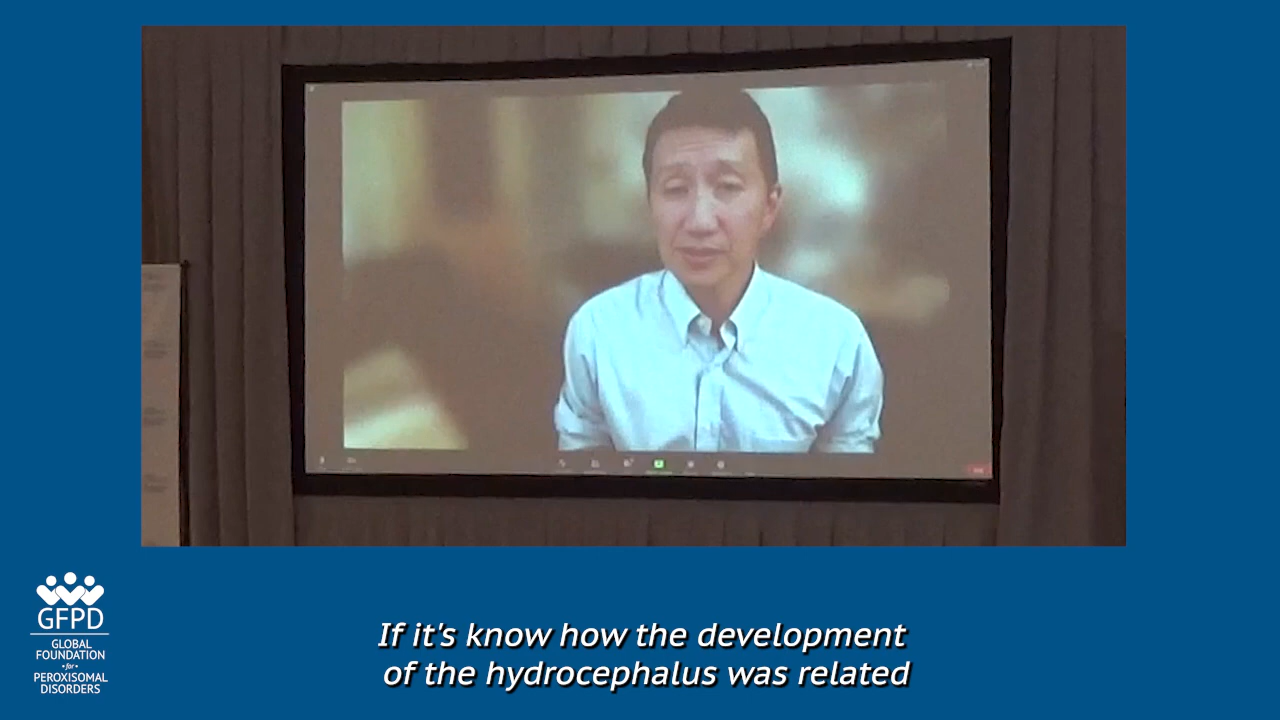 GFPD
GLOBAL
FOUNDATION
for
PEROXISOMAL
DISORDERS
If it's know how the development
of the hydrocephalus was related